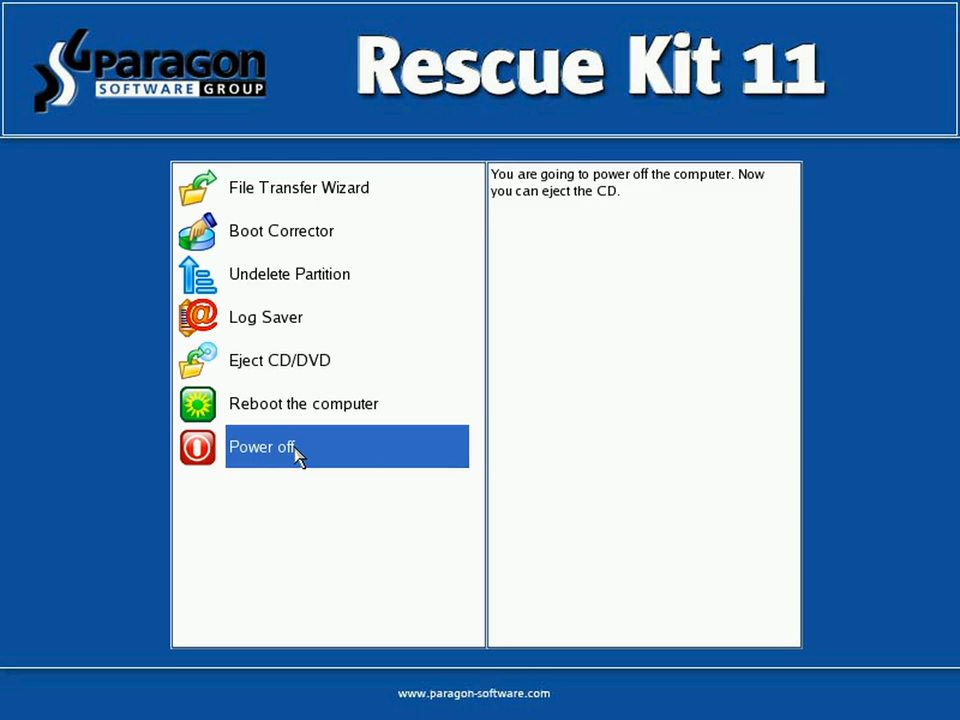 Paragon
SOFTWARE GROUP
Rescue Kit 11
File Transfer Wizard
Boot Corrector
Undelete Partition
Log Saver
Eject CD/DVD
Reboot the computer
Power off
You are going to power off the computer. Now
you can eject the CD.
www.paragon-software.com